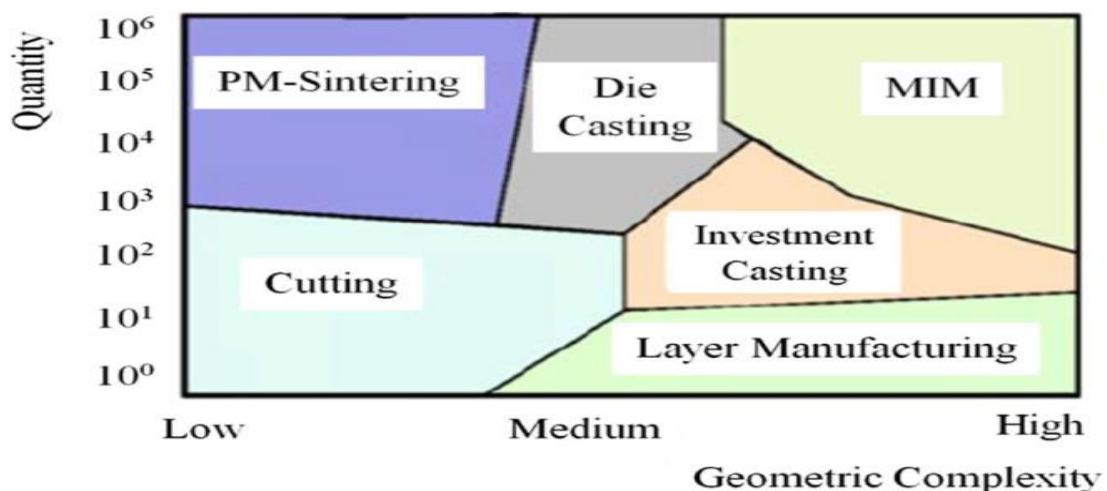 Quantity
10⁶
10⁵
10⁴
10³
10²
10¹
10⁰
PM-Sintering
Die
Casting
MIM
Cutting
Investment
Casting
Layer Manufacturing
Low
Medium
High
Geometric Complexity